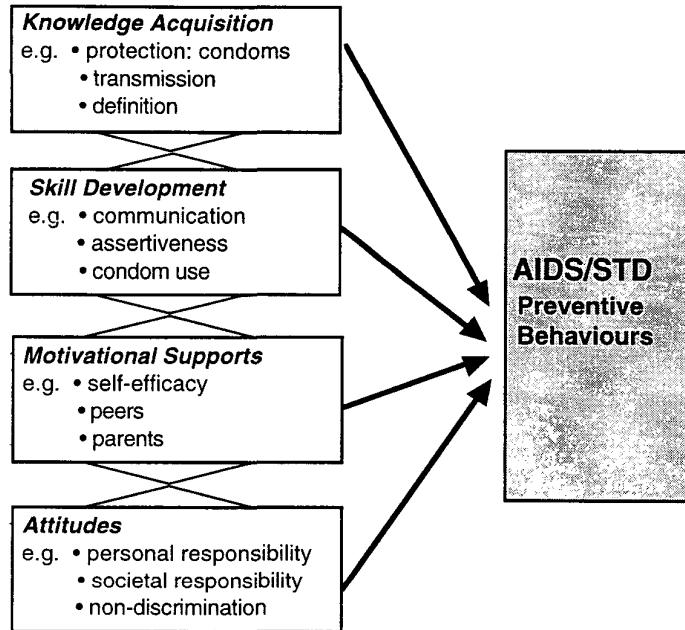 Knowledge Acquisition
e.g. • protection: condoms
• transmission
• definition
Skill Development
e.g. • communication
• assertiveness
• condom use
Motivational Supports
e.g. • self-efficacy
• peers
• parents
Attitudes
e.g. • personal responsibility
• societal responsibility
• non-discrimination
AIDS/STD
Preventive
Behaviours